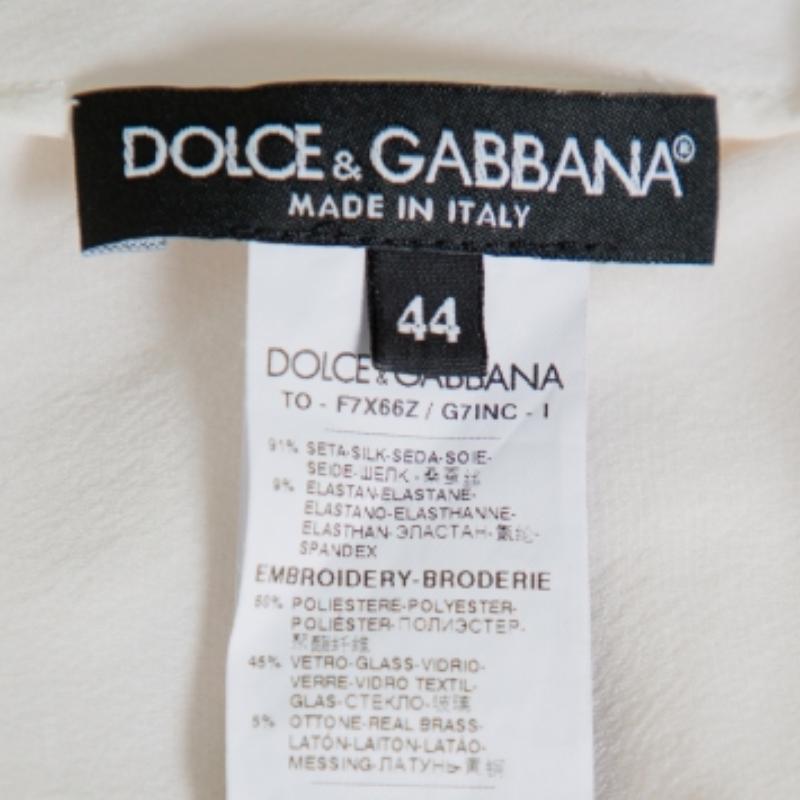 DOLCE & GABBANA®
MADE IN ITALY
44
DOLCE & GABBANA
TO - F7X66Z / G7INC - I
91% SETA-SILK-SEDA-SOIE-
SEIDE-ШЕЛК-桑蚕丝
9% ELASTAN-ELASTANE-
ELASTANO-ELASTHANNE-
ELASTHAN-ЭЛАСТАН-氨纶-
SPANDEX
EMBROIDERY-BRODERIE
50% POLIESTERE-POLYESTER-
POLIÉSTER-ПОЛИЭСТЕР-
聚酯纤维
45% VETRO-GLASS-VIDRIO-
VERRE-VIDRO TEXTIL-
GLAS-СТЕКЛО-玻璃
5% OTTONE-REAL BRASS-
LATÓN-LAITON-LATÃO-
MESSING-ЛАТУНЬ-黄铜